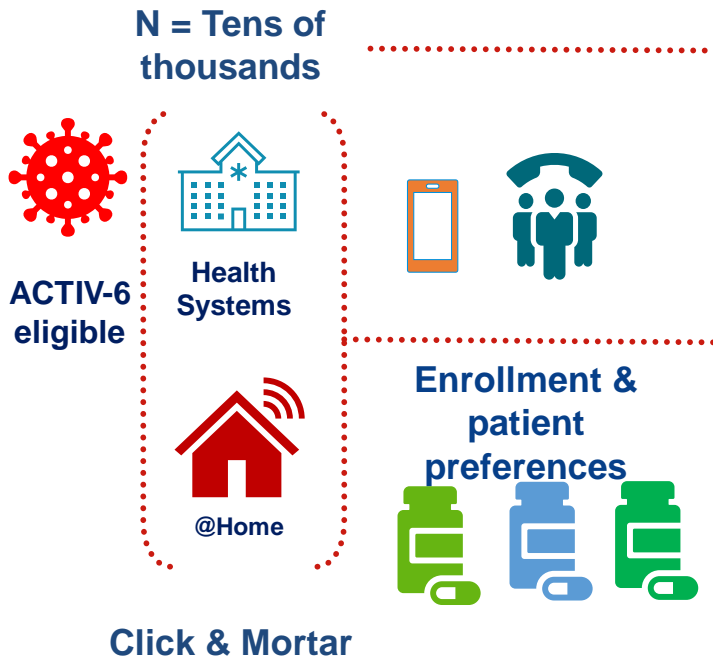 N = Tens of
thousands
ACTIV-6
eligible
Health
Systems
@Home
Enrollment &
patient
preferences
Click & Mortar